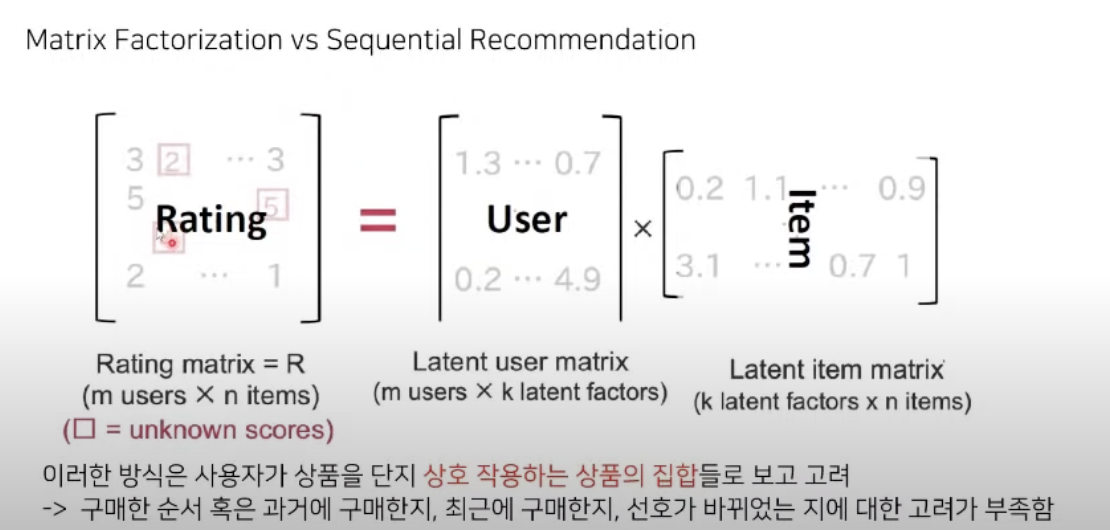 Matrix Factorization vs Sequential Recommendation
3 2 ... 3
5 5
Rating
2 ... 1
=
1.3 ... 0.7
User
0.2 ... 4.9
×
0.2 1.1 ... 0.9
Item
3.1 ... 0.7 1
Rating matrix = R
(m users X n items)
(□ = unknown scores)
Latent user matrix
(m users X k latent factors)
Latent item matrix
(k latent factors x n items)
이러한 방식은 사용자가 상품을 단지 상호 작용하는 상품의 집합들로 보고 고려
-> 구매한 순서 혹은 과거에 구매한지, 최근에 구매한지, 선호가 바뀌었는 지에 대한 고려가 부족함